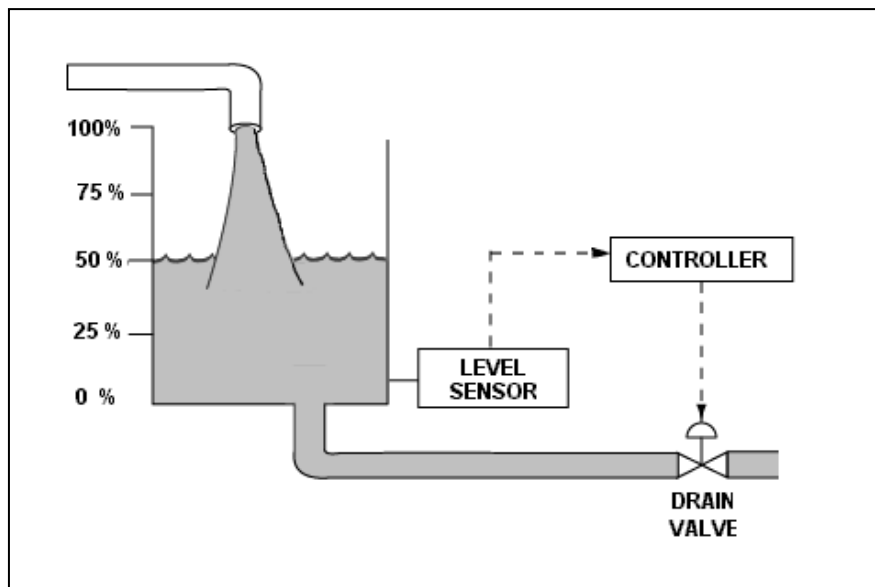 100%
75 %
50 %
25 %
0 %
CONTROLLER
LEVEL
SENSOR
DRAIN
VALVE